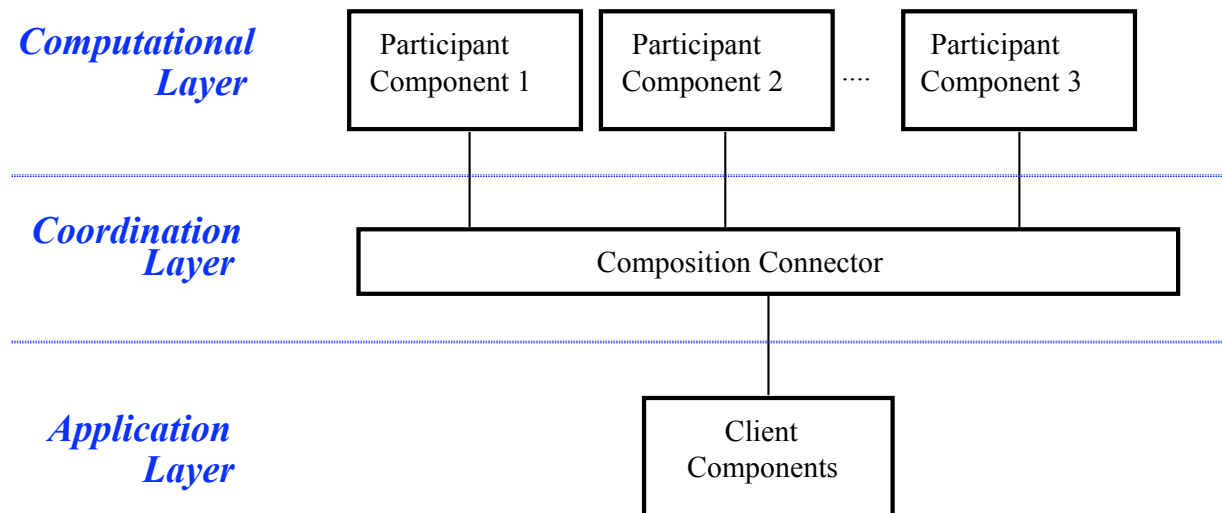 Computational
Layer
Participant
Component 1
Participant
Component 2
....
Participant
Component 3
Coordination
Layer
Composition Connector
Application
Layer
Client
Components